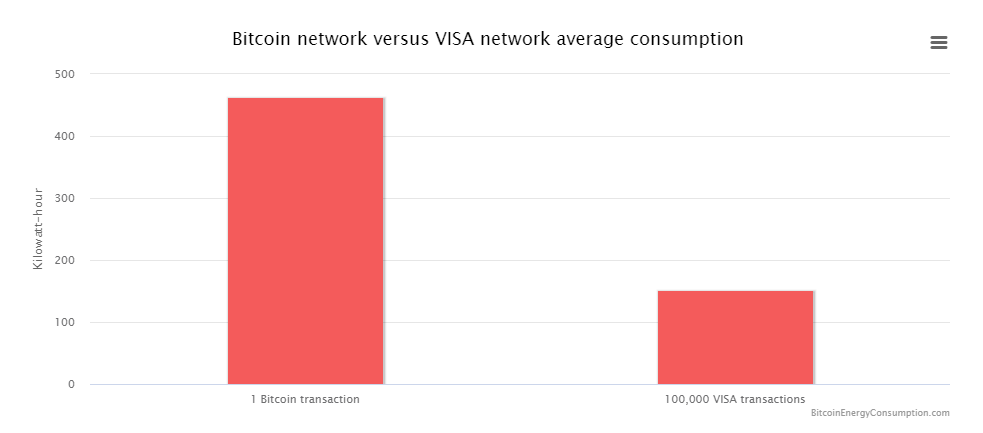 Bitcoin network versus VISA network average consumption
Kilowatt-hour
500
400
300
200
100
0
1 Bitcoin transaction
100,000 VISA transactions
BitcoinEnergyConsumption.com